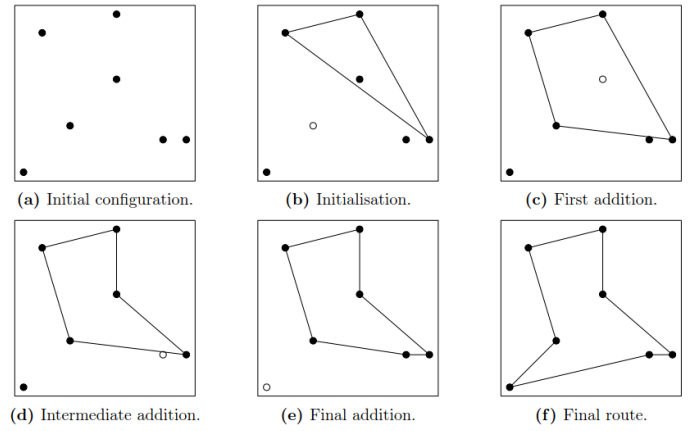 (a) Initial configuration.
(b) Initialisation.
(c) First addition.
(d) Intermediate addition.
(e) Final addition.
(f) Final route.